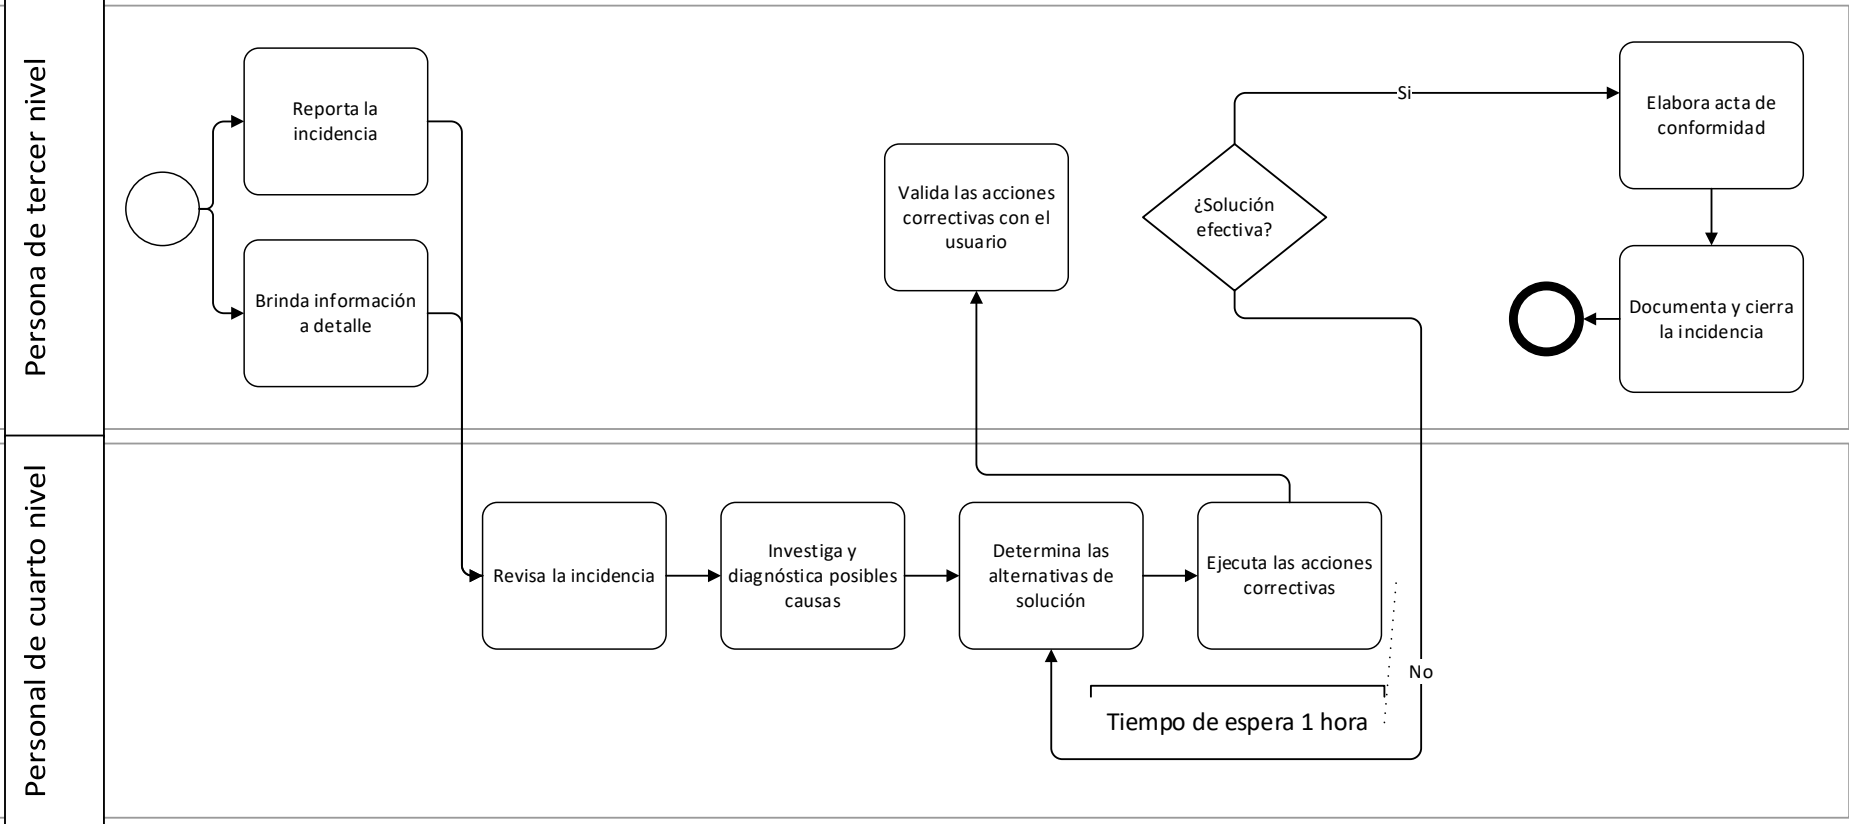 Persona de tercer nivel
Reporta la
incidencia
Brinda información
a detalle
Valida las acciones
correctivas con el
usuario
¿Solución
efectiva?
Si
Elabora acta de
conformidad
Documenta y cierra
la incidencia
Personal de cuarto nivel
Revisa la incidencia
Investiga y
diagnóstica posibles
causas
Determina las
alternativas de
solución
Ejecuta las acciones
correctivas
No
Tiempo de espera 1 hora